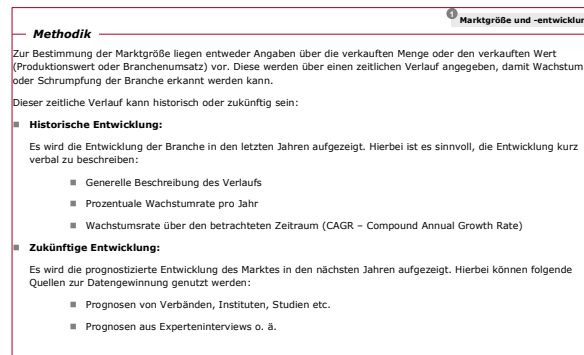 1
Marktgröße und -entwicklun
Methodik
Zur Bestimmung der Marktgröße liegen entweder Angaben über die verkauften Menge oder den verkauften Wert
(Produktionswert oder Branchenumsatz) vor. Diese werden über einen zeitlichen Verlauf angegeben, damit Wachstum
oder Schrumpfung der Branche erkannt werden kann.
Dieser zeitliche Verlauf kann historisch oder zukünftig sein:
Historische Entwicklung:
Es wird die Entwicklung der Branche in den letzten Jahren aufgezeigt. Hierbei ist es sinnvoll, die Entwicklung kurz
verbal zu beschreiben:
Generelle Beschreibung des Verlaufs
Prozentuale Wachstumrate pro Jahr
Wachstumsrate über den betrachteten Zeitraum (CAGR – Compound Annual Growth Rate)
Zukünftige Entwicklung:
Es wird die prognostizierte Entwicklung des Marktes in den nächsten Jahren aufgezeigt. Hierbei können folgende
Quellen zur Datengewinnung genutzt werden:
Prognosen von Verbänden, Instituten, Studien etc.
Prognosen aus Experteninterviews o. ä.